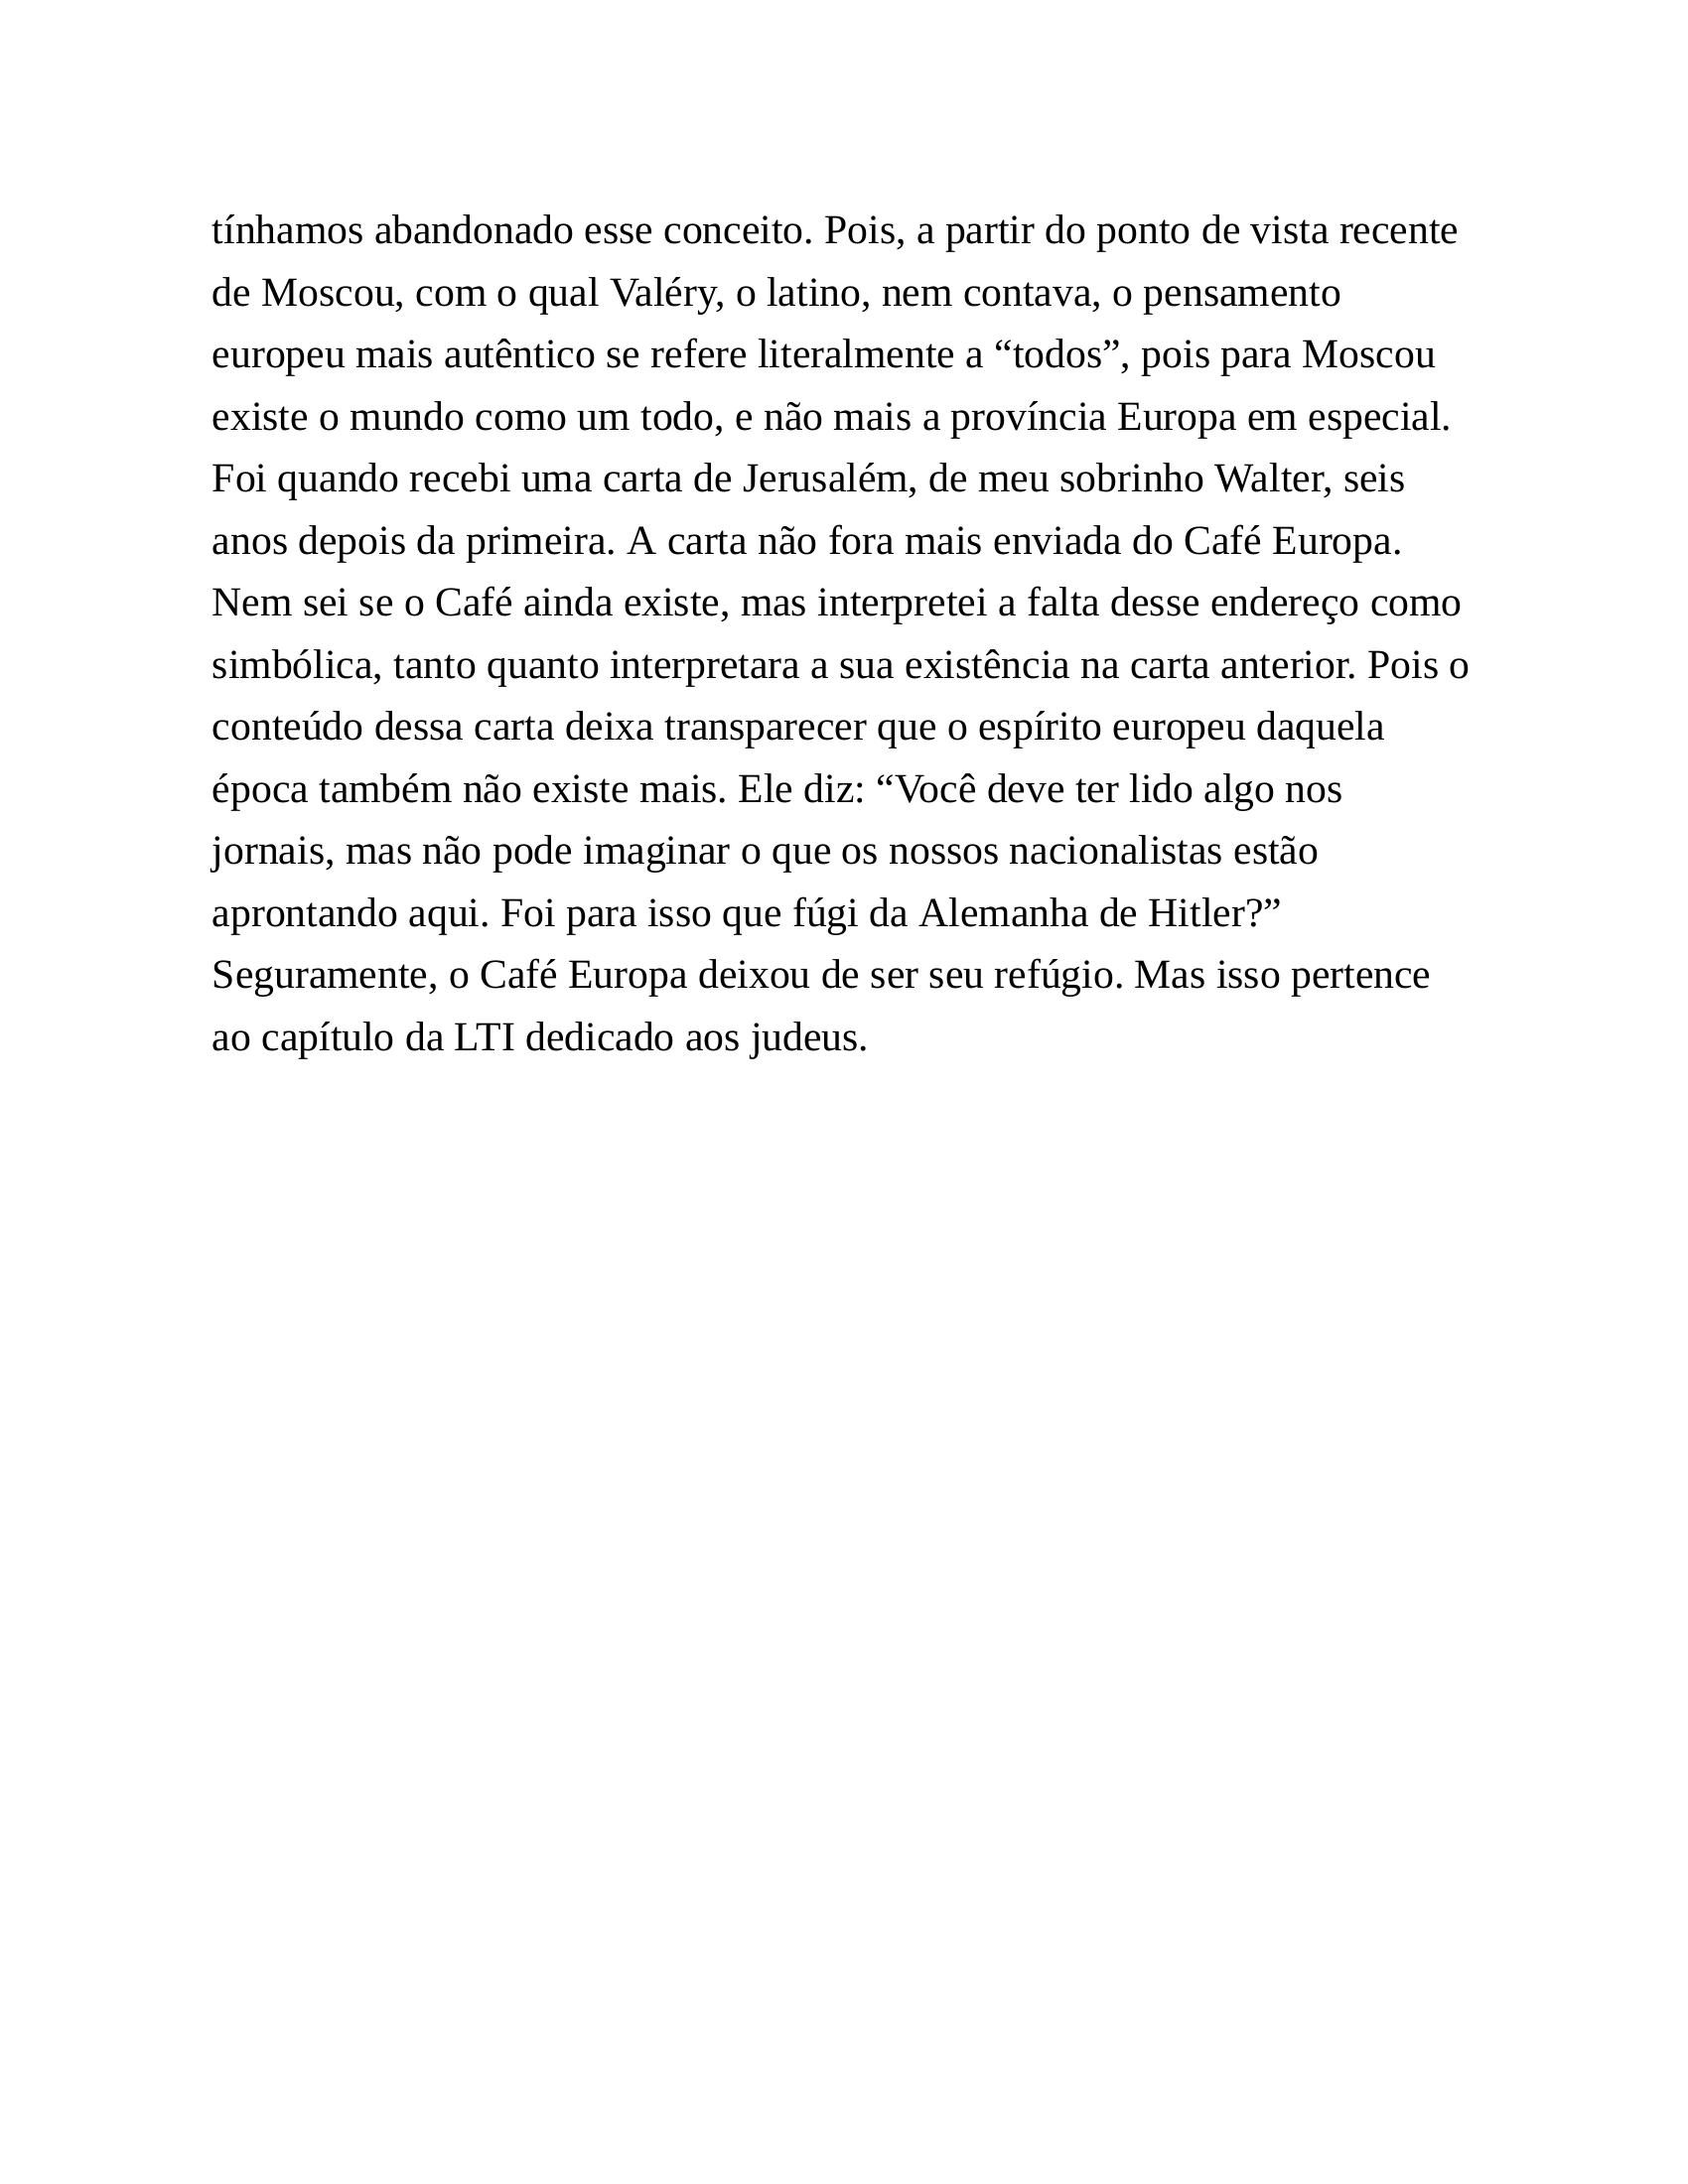 tínhamos abandonado esse conceito. Pois, a partir do ponto de vista recente
de Moscou, com o qual Valéry, o latino, nem contava, o pensamento
europeu mais autêntico se refere literalmente a “todos”, pois para Moscou
existe o mundo como um todo, e não mais a província Europa em especial.
Foi quando recebi uma carta de Jerusalém, de meu sobrinho Walter, seis
anos depois da primeira. A carta não fora mais enviada do Café Europa.
Nem sei se o Café ainda existe, mas interpretei a falta desse endereço como
simbólica, tanto quanto interpretara a sua existência na carta anterior. Pois o
conteúdo dessa carta deixa transparecer que o espírito europeu daquela
época também não existe mais. Ele diz: “Você deve ter lido algo nos
jornais, mas não pode imaginar o que os nossos nacionalistas estão
aprontando aqui. Foi para isso que fúgi da Alemanha de Hitler?”
Seguramente, o Café Europa deixou de ser seu refúgio. Mas isso pertence
ao capítulo da LTI dedicado aos judeus.